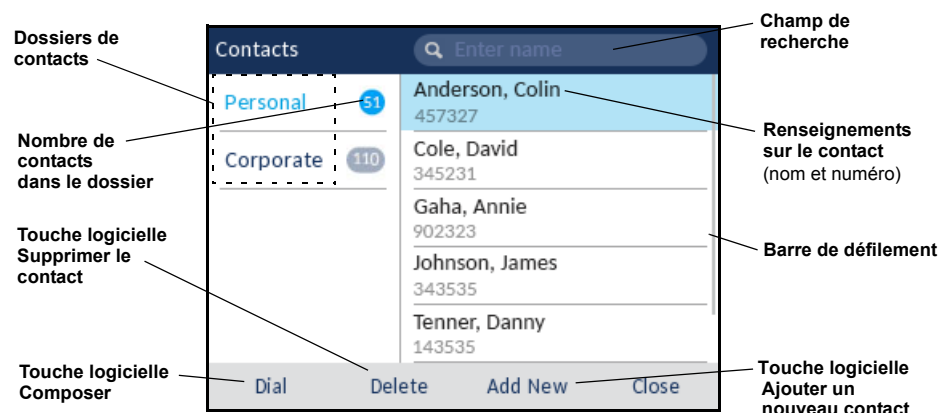 Dossiers de
contacts
Nombre de
contacts
dans le dossier
Touche logicielle
Supprimer le
contact
Touche logicielle
Composer
Contacts
Enter name
Personal 51
Corporate 110
Anderson, Colin
457327
Cole, David
345231
Gaha, Annie
902323
Johnson, James
343535
Tenner, Danny
143535
Dial Delete Add New Close
Champ de
recherche
Renseignements
sur le contact
(nom et numéro)
Barre de défilement
Touche logicielle
Ajouter un
nouveau contact